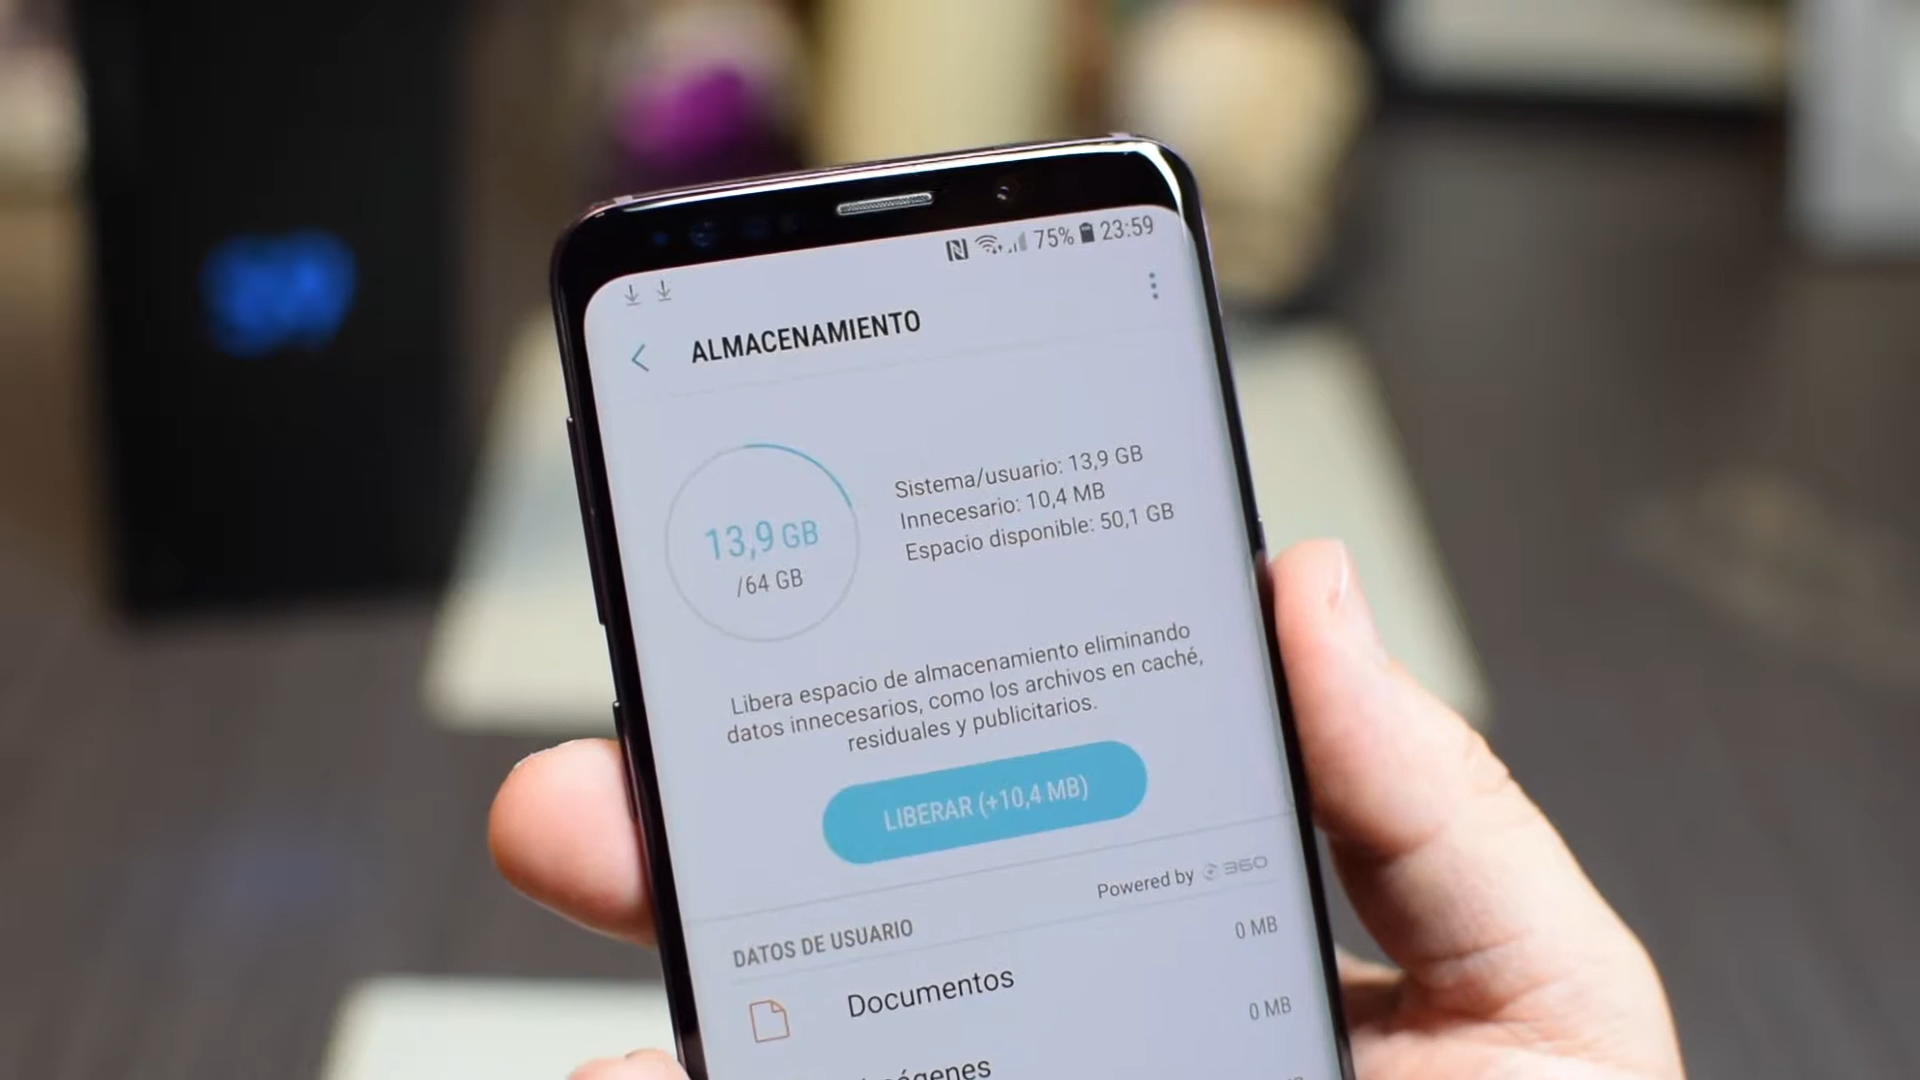 75% 23:59
ALMACENAMIENTO
13,9 GB
/64 GB
Sistema/usuario: 13,9 GB
Innecesario: 10,4 MB
Espacio disponible: 50,1 GB
Libera espacio de almacenamiento eliminando
datos innecesarios, como los archivos en caché,
residuales y publicitarios.
LIBERAR (+10,4 MB)
Powered by 360
DATOS DE USUARIO
0 MB
Documentos
0 MB